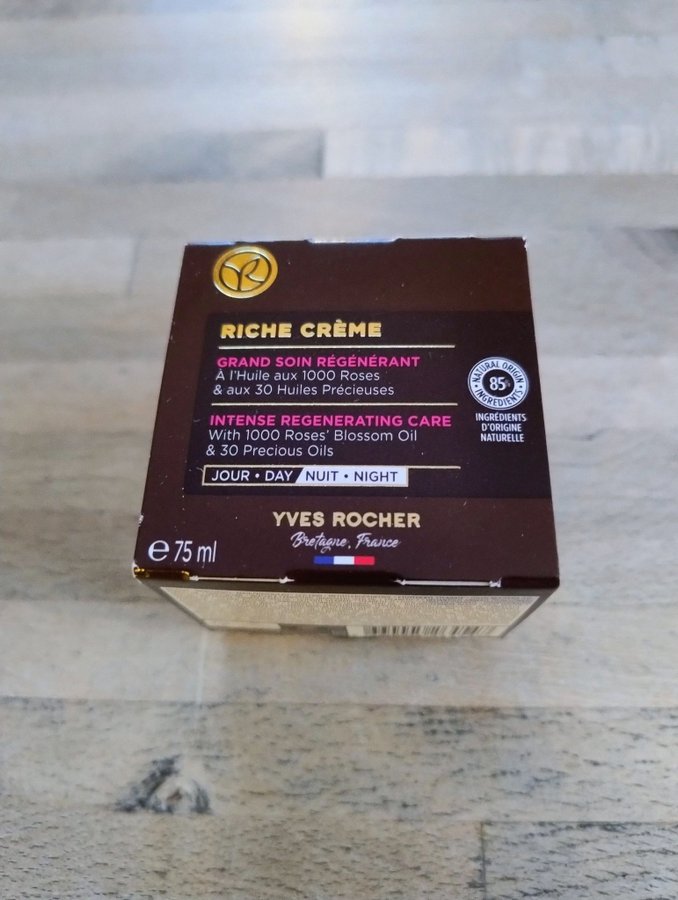 RICHE CRÈME
GRAND SOIN RÉGÉNÉRANT
À l'Huile aux 1000 Roses
& aux 30 Huiles Précieuses
INTENSE REGENERATING CARE
With 1000 Roses' Blossom Oil
& 30 Precious Oils
JOUR • DAY / NUIT • NIGHT
NATURAL ORIGIN
85%
INGREDIENTS
INGRÉDIENTS
D'ORIGINE
NATURELLE
YVES ROCHER
Bretagne, France
℮ 75 ml